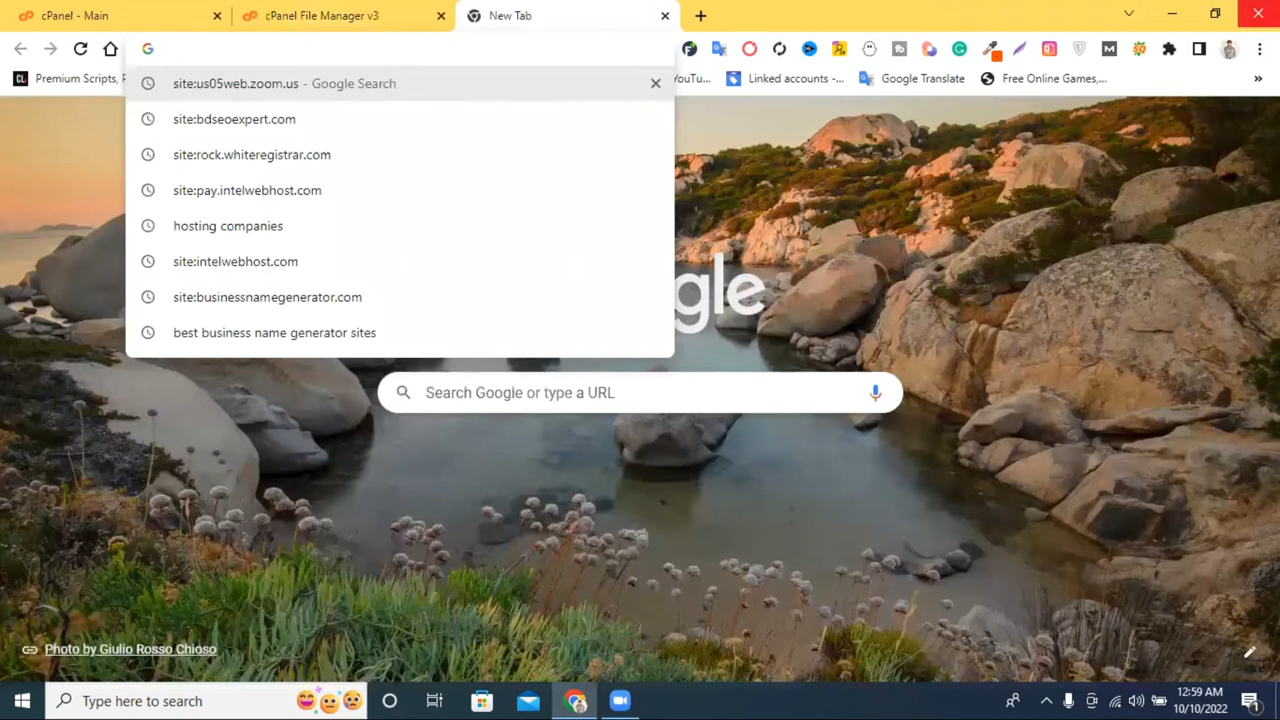 cPanel - Main
cPanel File Manager v3
New Tab
Premium Scripts,
YouTu...
Linked accounts -...
Google Translate
Free Online Games,...
»
site:us05web.zoom.us - Google Search
site:bdseoexpert.com
site:rock.whiteregistrar.com
site:pay.intelwebhost.com
hosting companies
site:intelwebhost.com
site:businessnamegenerator.com
best business name generator sites
gle
Search Google or type a URL
Photo by Giulio Rosso Chioso
Type here to search
12:59 AM
10/10/2022
1